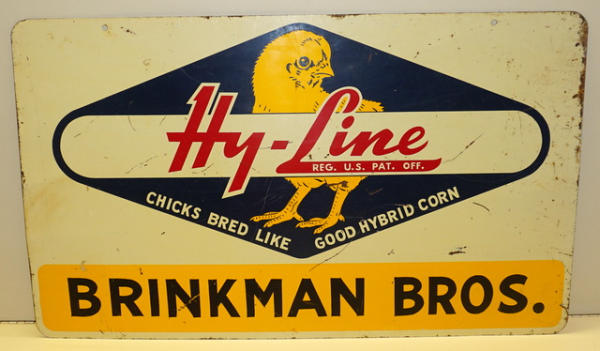 Hy-Line
REG. U.S. PAT. OFF.
CHICKS BRED LIKE GOOD HYBRID CORN
BRINKMAN BROS.